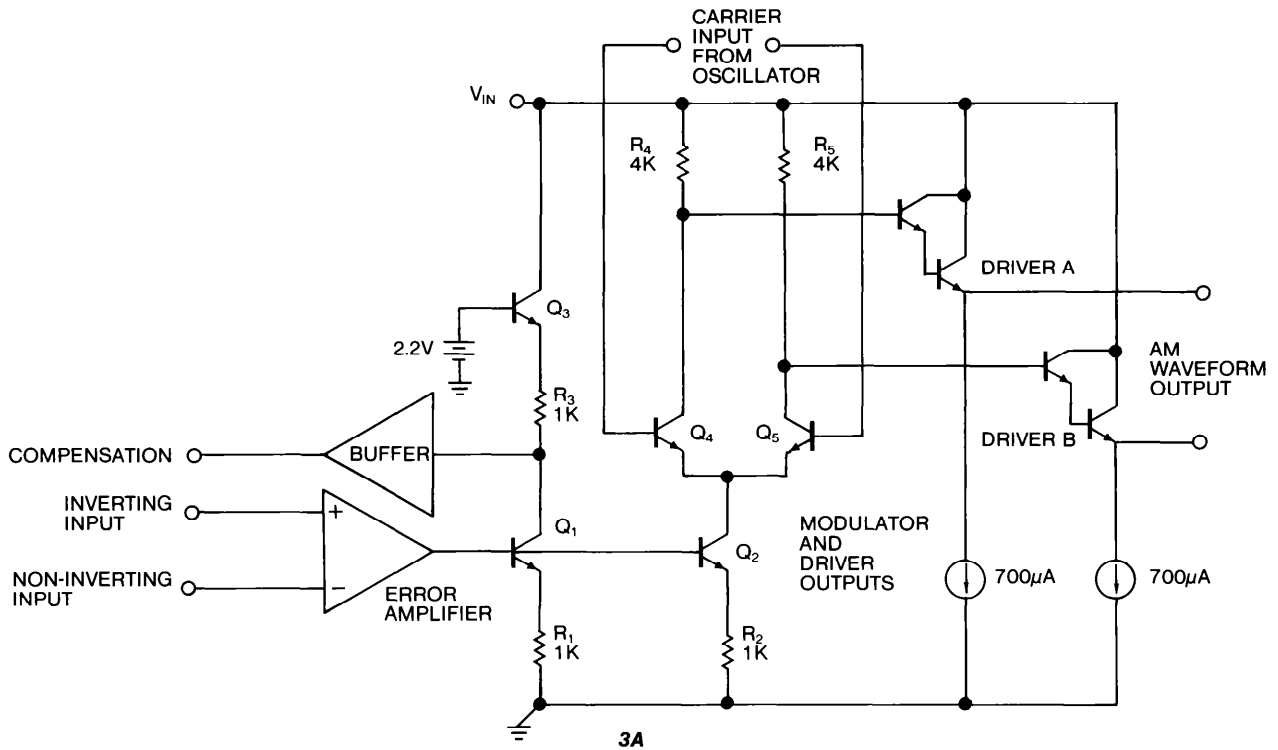 CARRIER
INPUT
FROM
OSCILLATOR
VIN
R4
4K
R5
4K
DRIVER A
Q3
2.2V
R3
1K
AM
WAVEFORM
OUTPUT
Q4
Q5
DRIVER B
COMPENSATION
BUFFER
INVERTING
INPUT
+
Q1
Q2
MODULATOR
AND
DRIVER
OUTPUTS
NON-INVERTING
INPUT
−
ERROR
AMPLIFIER
700µA
700µA
R1
1K
R2
1K
3A